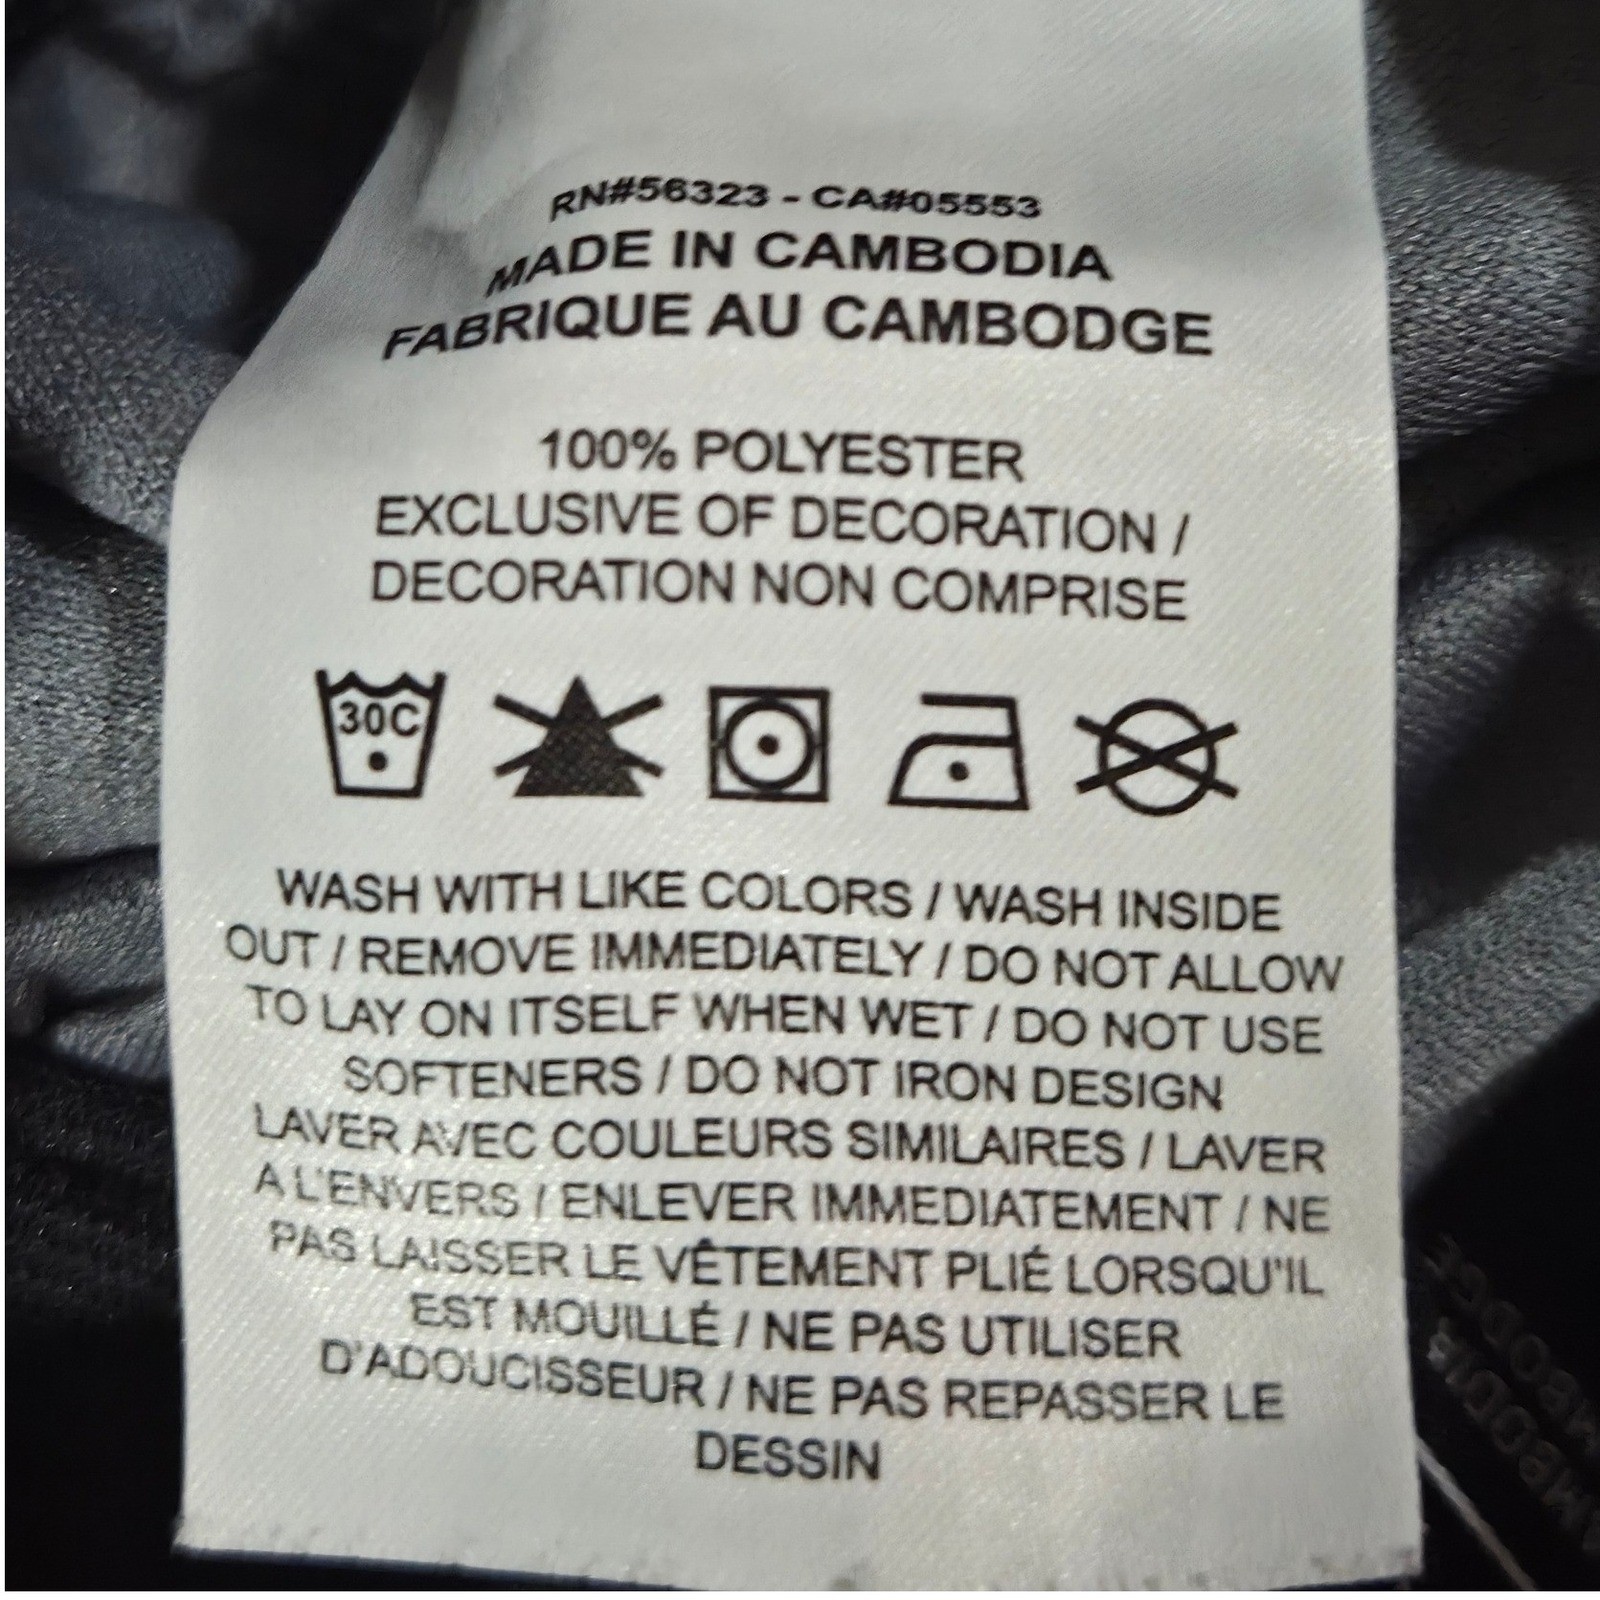 RN#56323 - CA#05553
MADE IN CAMBODIA
FABRIQUE AU CAMBODGE
100% POLYESTER
EXCLUSIVE OF DECORATION /
DECORATION NON COMPRISE
30C
WASH WITH LIKE COLORS / WASH INSIDE
OUT / REMOVE IMMEDIATELY / DO NOT ALLOW
TO LAY ON ITSELF WHEN WET / DO NOT USE
SOFTENERS / DO NOT IRON DESIGN
LAVER AVEC COULEURS SIMILAIRES / LAVER
A L'ENVERS / ENLEVER IMMEDIATEMENT / NE
PAS LAISSER LE VÊTEMENT PLIÉ LORSQU'IL
EST MOUILLÉ / NE PAS UTILISER
D'ADOUCISSEUR / NE PAS REPASSER LE
DESSIN